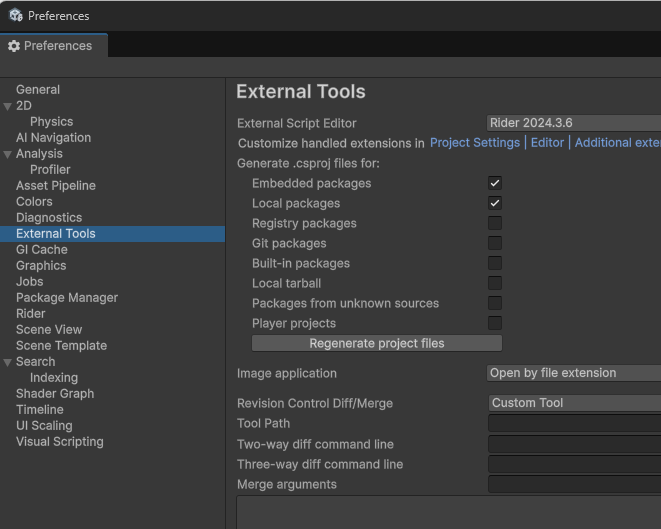 Preferences
Preferences
General
2D
Physics
AI Navigation
Analysis
Profiler
Asset Pipeline
Colors
Diagnostics
External Tools
GI Cache
Graphics
Jobs
Package Manager
Rider
Scene View
Scene Template
Search
Indexing
Shader Graph
Timeline
UI Scaling
Visual Scripting
External Tools
External Script Editor Rider 2024.3.6
Customize handled extensions in Project Settings | Editor | Additional exte
Generate .csproj files for:
Embedded packages
Local packages
Registry packages
Git packages
Built-in packages
Local tarball
Packages from unknown sources
Player projects
Regenerate project files
Image application Open by file extension
Revision Control Diff/Merge Custom Tool
Tool Path
Two-way diff command line
Three-way diff command line
Merge arguments